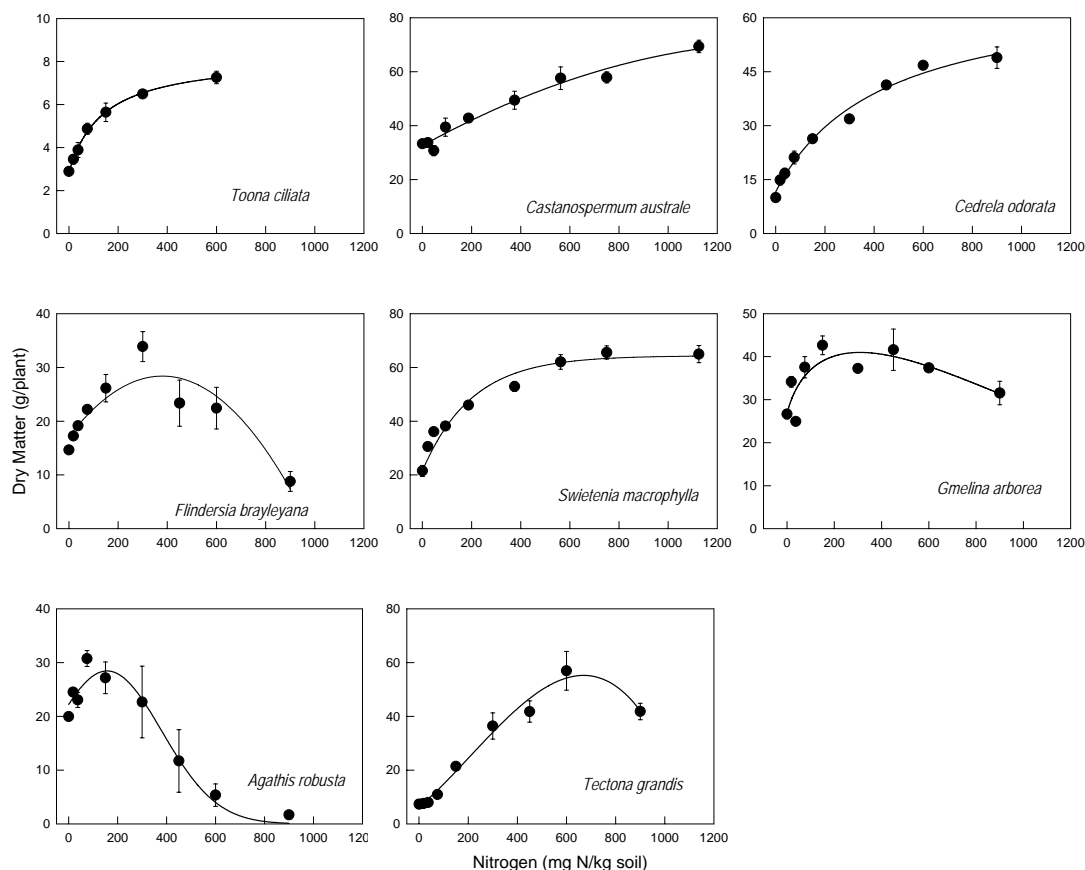 10
8
6
4
2
0
0 200 400 600 800 1000 1200
Toona ciliata
80
60
40
20
0
0 200 400 600 800 1000 1200
Castanospermum australe
60
45
30
15
0
0 200 400 600 800 1000 1200
Cedrela odorata
Dry Matter (g/plant)
40
30
20
10
0
0 200 400 600 800 1000 1200
Flindersia brayleyana
80
60
40
20
0
0 200 400 600 800 1000 1200
Swietenia macrophylla
50
40
30
20
10
0
0 200 400 600 800 1000 1200
Gmelina arborea
40
30
20
10
0
0 200 400 600 800 1000 1200
Agathis robusta
80
60
40
20
0
0 200 400 600 800 1000 1200
Tectona grandis
Nitrogen (mg N/kg soil)